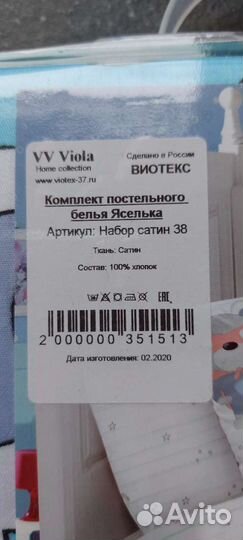 VV Viola
Home collection
www.viotex-37.ru
Сделано в России
ВИОТЕКС
Комплект постельного
белья Яселька
Артикул: Набор сатин 38
Ткань: Сатин
Состав: 100% хлопок
EAC
2 000000 351513
Дата изготовления: 02.2020
Avito